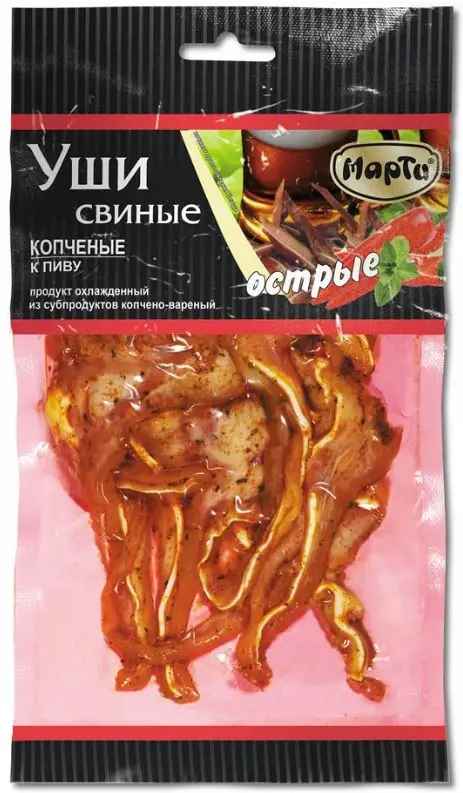 Уши
свиные
КОПЧЕНЫЕ
К ПИВУ
продукт охлажденный
из субпродуктов копчено-вареный
МарТи®
острые